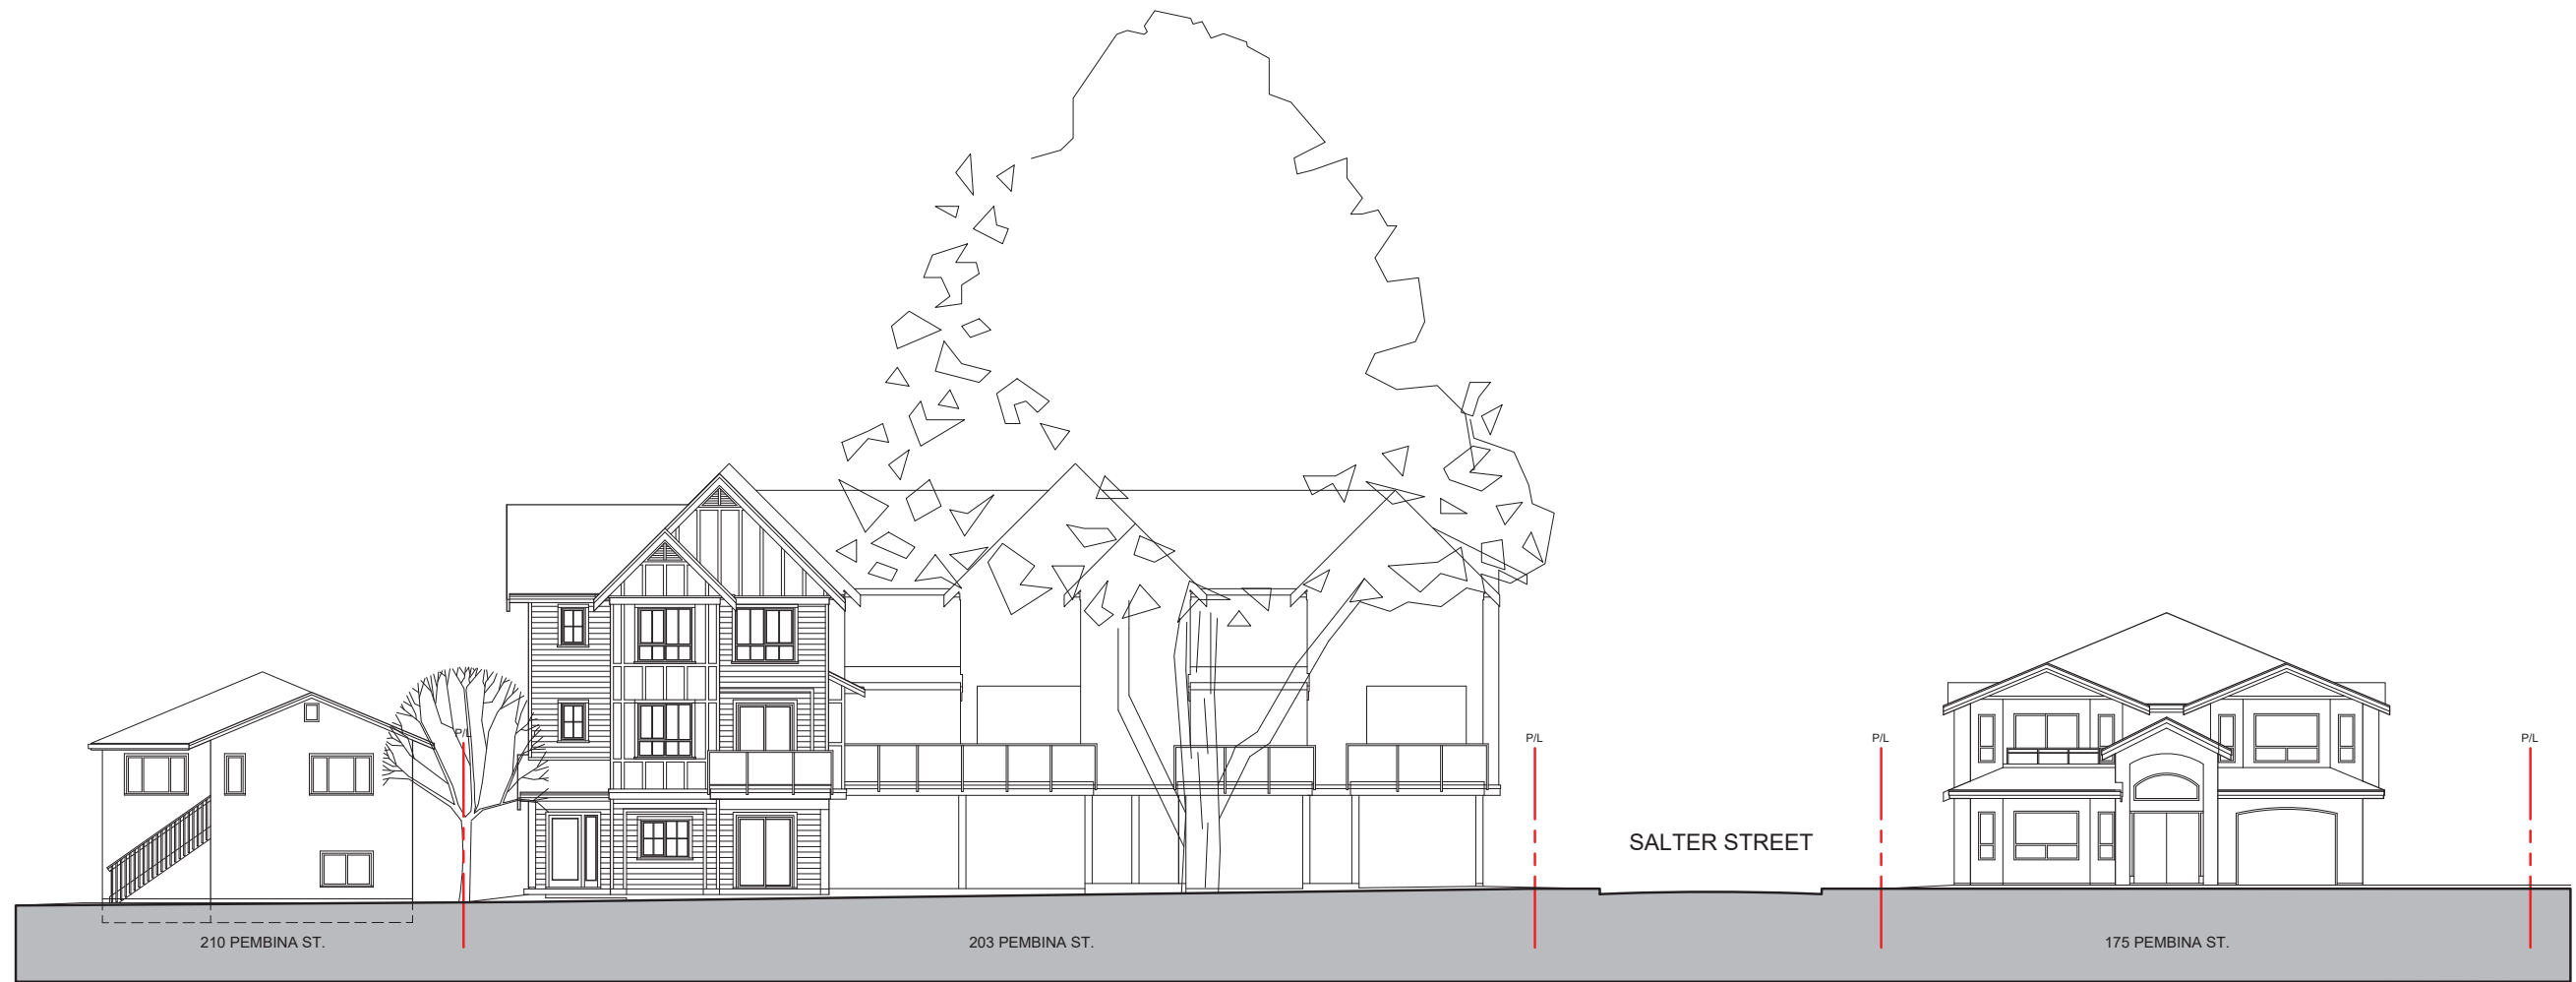 P/L
P/L
P/L
P/L
SALTER STREET
210 PEMBINA ST.
203 PEMBINA ST.
175 PEMBINA ST.